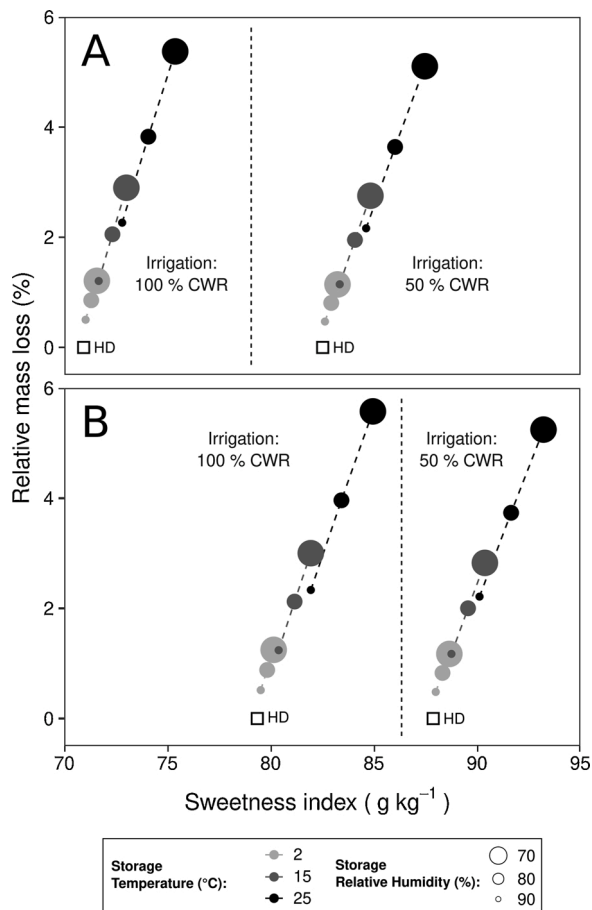 6
A
4
2
Irrigation:
100 % CWR
Irrigation:
50 % CWR
0
HD
HD
Relative mass loss (%)
6
B
Irrigation:
100 % CWR
Irrigation:
50 % CWR
4
2
0
HD
HD
70 75 80 85 90 95
Sweetness index ( g kg⁻¹ )
Storage
Temperature (°C):
2
15
25
Storage
Relative Humidity (%):
70
80
90